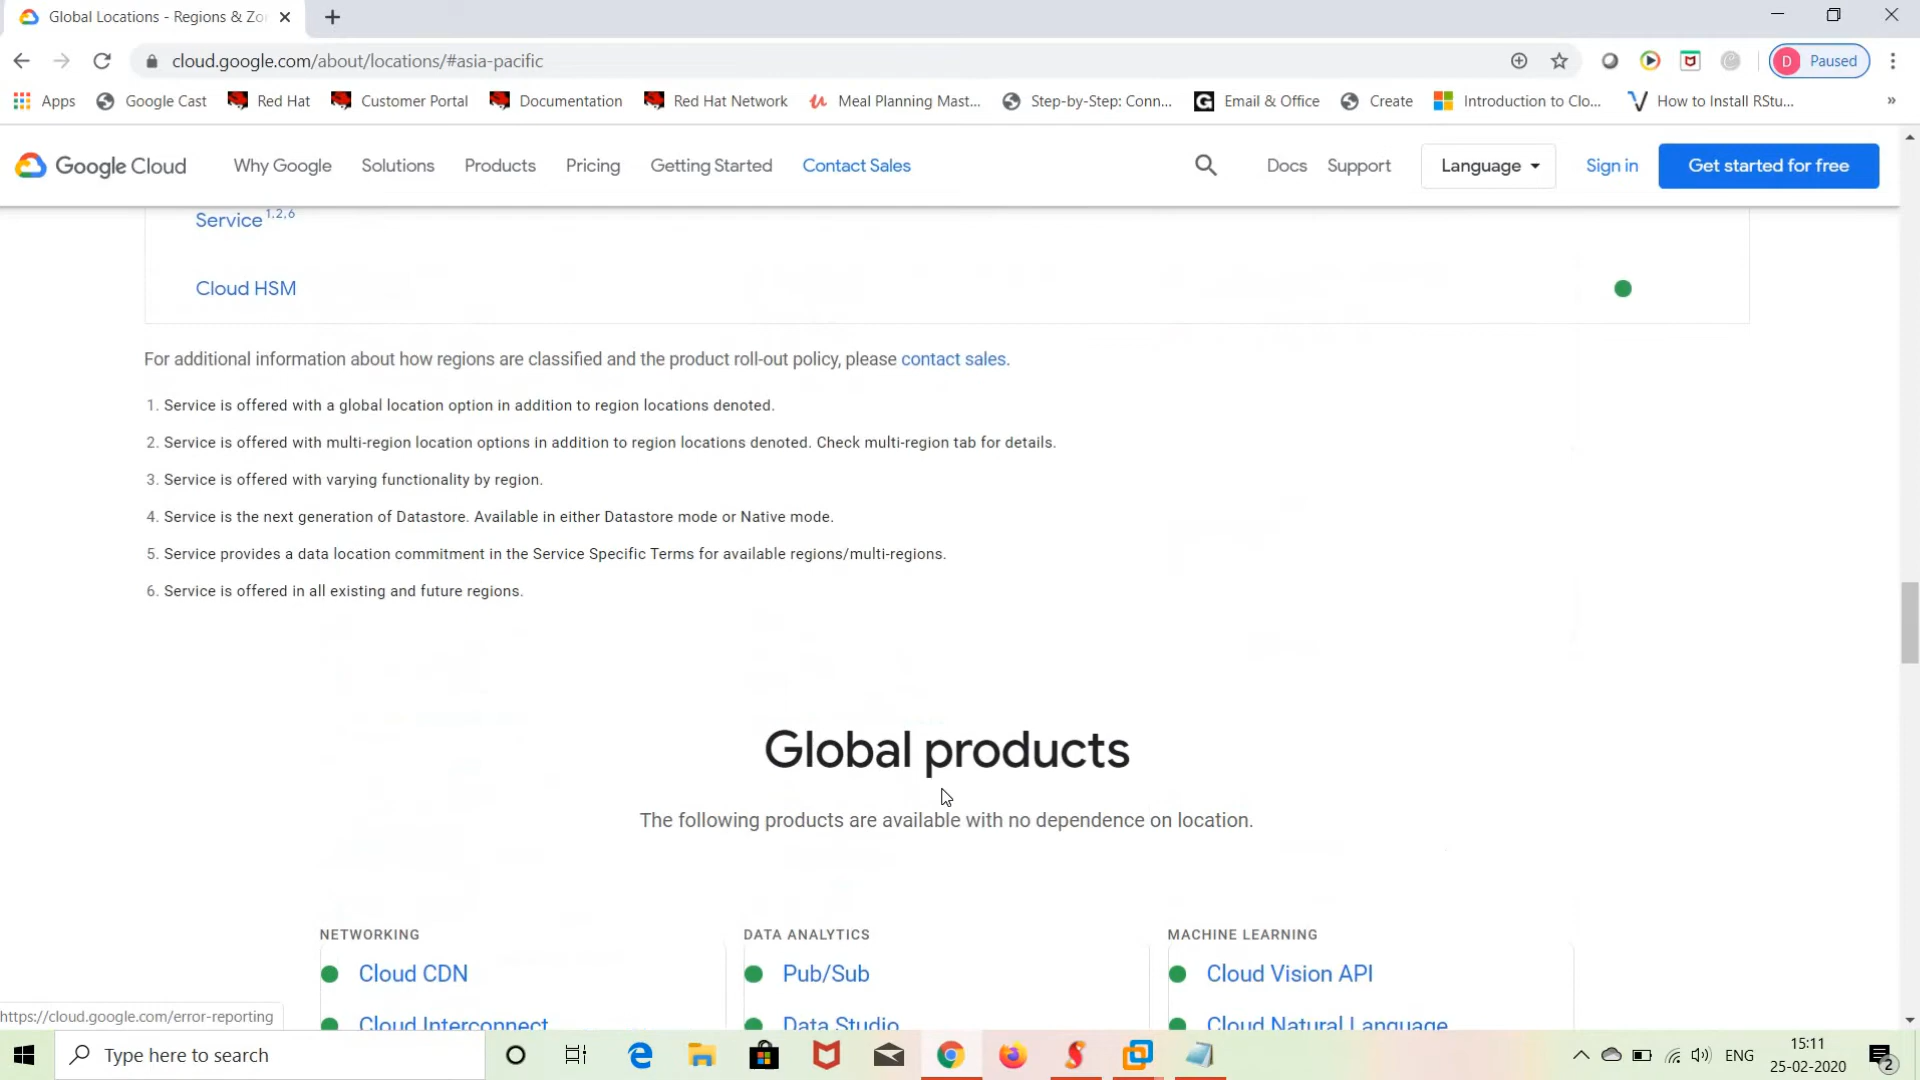 Global Locations - Regions & Zo
cloud.google.com/about/locations/#asia-pacific
Paused
D
Apps
Google Cast
Red Hat
Customer Portal
Documentation
Red Hat Network
Meal Planning Mast...
Step-by-Step: Conn...
Email & Office
Create
Introduction to Clo...
How to Install RStu...
»
Google Cloud
Why Google
Solutions
Products
Pricing
Getting Started
Contact Sales
Docs
Support
Language
Sign in
Get started for free
Service 1,2,6
Cloud HSM
For additional information about how regions are classified and the product roll-out policy, please contact sales.
1. Service is offered with a global location option in addition to region locations denoted.
2. Service is offered with multi-region location options in addition to region locations denoted. Check multi-region tab for details.
3. Service is offered with varying functionality by region.
4. Service is the next generation of Datastore. Available in either Datastore mode or Native mode.
5. Service provides a data location commitment in the Service Specific Terms for available regions/multi-regions.
6. Service is offered in all existing and future regions.
Global products
The following products are available with no dependence on location.
NETWORKING
DATA ANALYTICS
MACHINE LEARNING
Cloud CDN
Pub/Sub
Cloud Vision API
Cloud Interconnect
Data Studio
Cloud Natural Language
https://cloud.google.com/error-reporting
Type here to search
ENG
15:11
25-02-2020
2